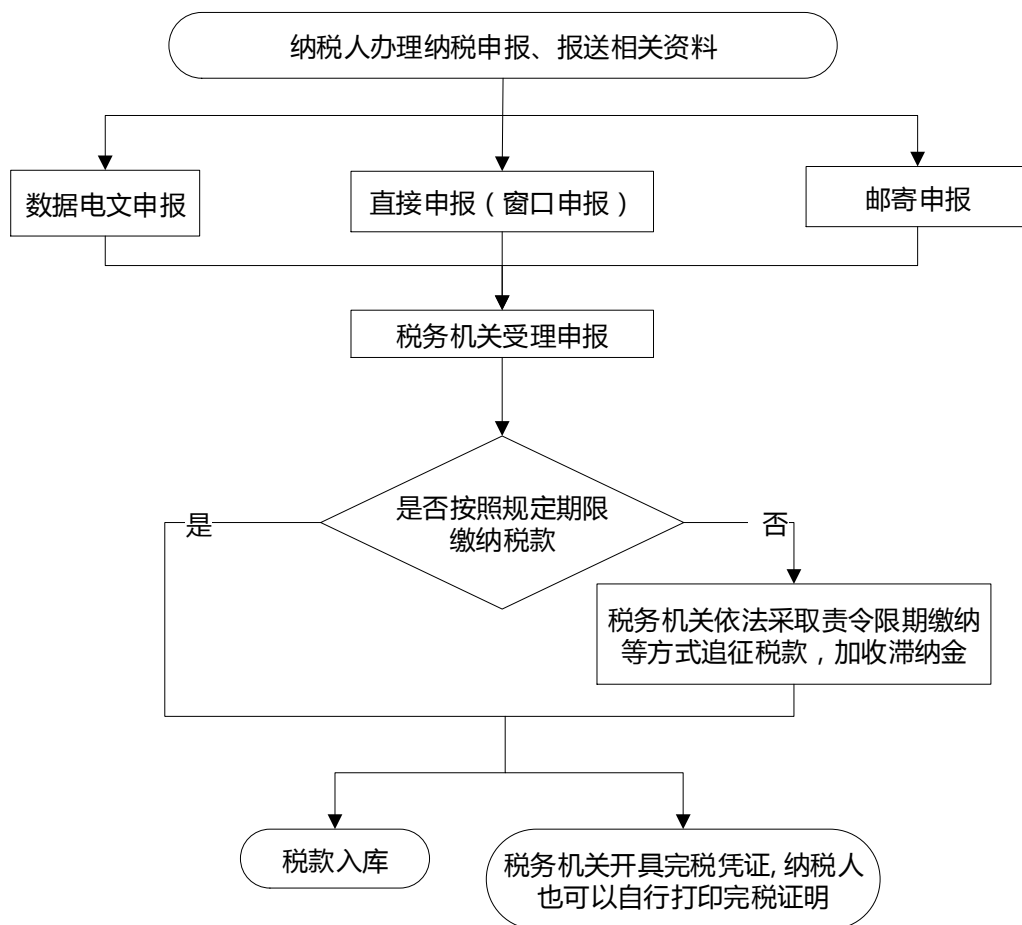 纳税人办理纳税申报、报送相关资料
数据电文申报
直接申报（窗口申报）
邮寄申报
税务机关受理申报
是否按照规定期限
缴纳税款
是
否
税务机关依法采取责令限期缴纳
等方式追征税款，加收滞纳金
税款入库
税务机关开具完税凭证, 纳税人
也可以自行打印完税证明